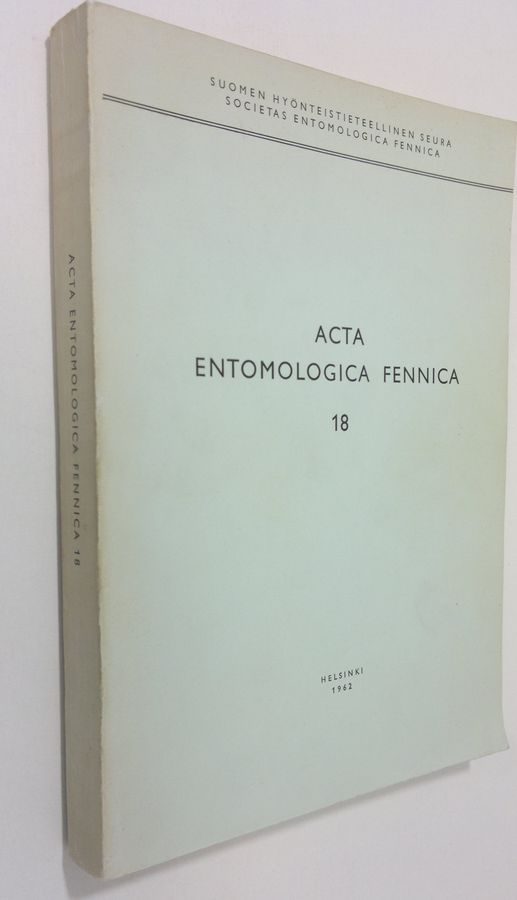 SUOMEN HYÖNTEISTIETEELLINEN SEURA
SOCIETAS ENTOMOLOGICA FENNICA
ACTA
ENTOMOLOGICA FENNICA
18
HELSINKI
1962
ACTA ENTOMOLOGICA FENNICA 18